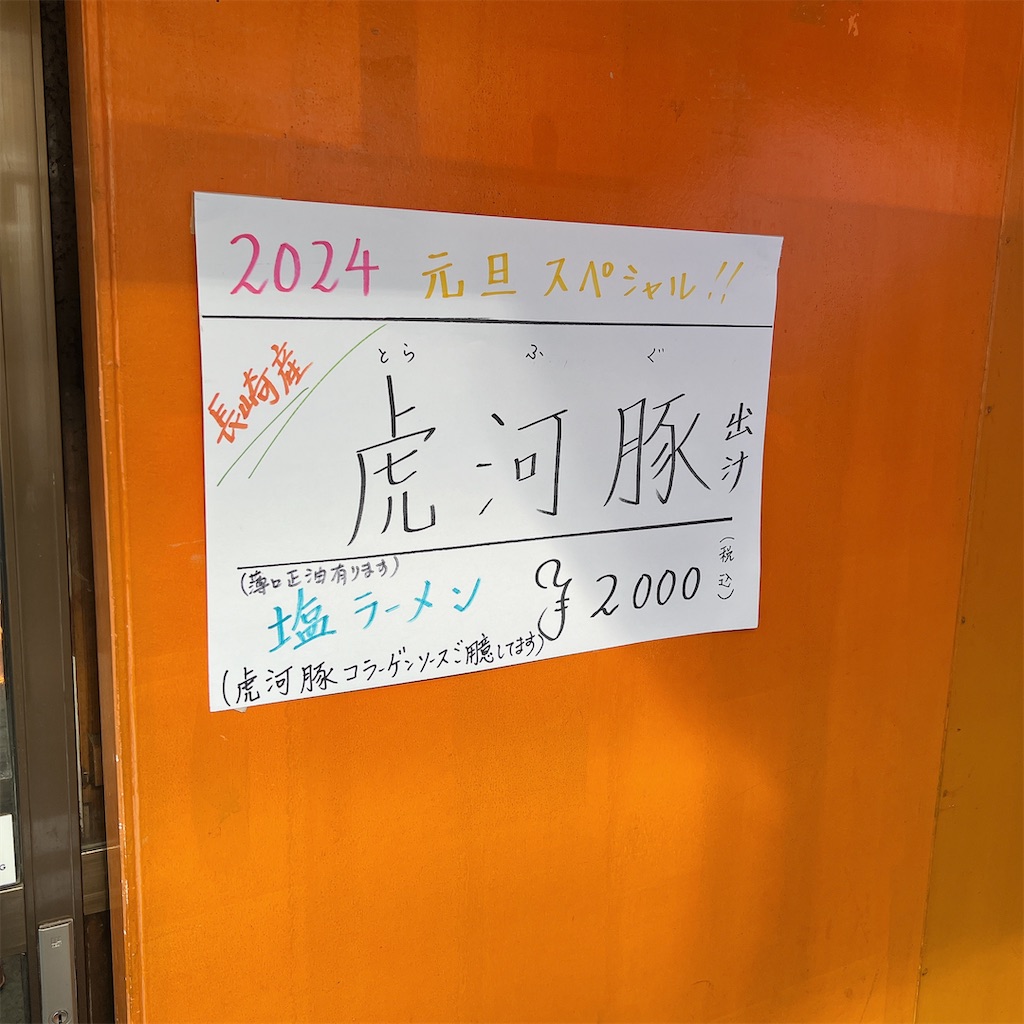 2024 元旦 スペシャル!!
長崎産
とら ふ ぐ
虎河豚 出汁
(薄口正油有ります)
塩ラーメン ¥2000 (税込)
(虎河豚コラーゲンソースご用意してます)
G